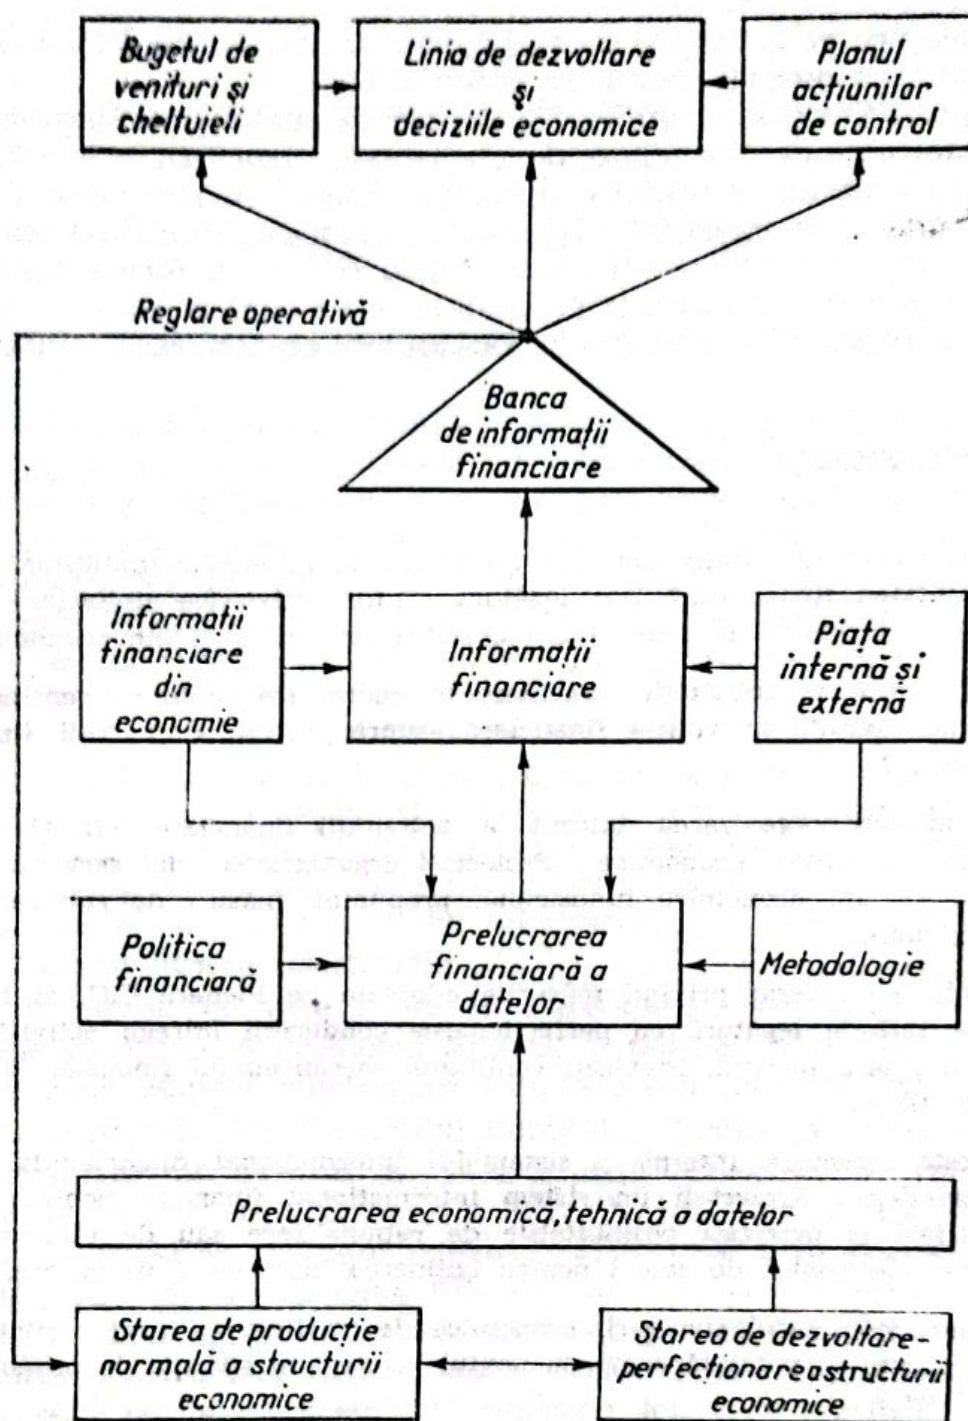 Bugetul de
venituri și
cheltuieli
Linia de dezvoltare
și
deciziile economice
Planul
acțiunilor
de control
Reglare operativă
Banca
de informații
financiare
Informații
financiare
din
economie
Informații
financiare
Piața
internă și
externă
Politica
financiară
Prelucrarea
financiară a
datelor
Metodologie
Prelucrarea economică, tehnică a datelor
Starea de producție
normală a structurii
economice
Starea de dezvoltare-
perfecționare a structurii
economice